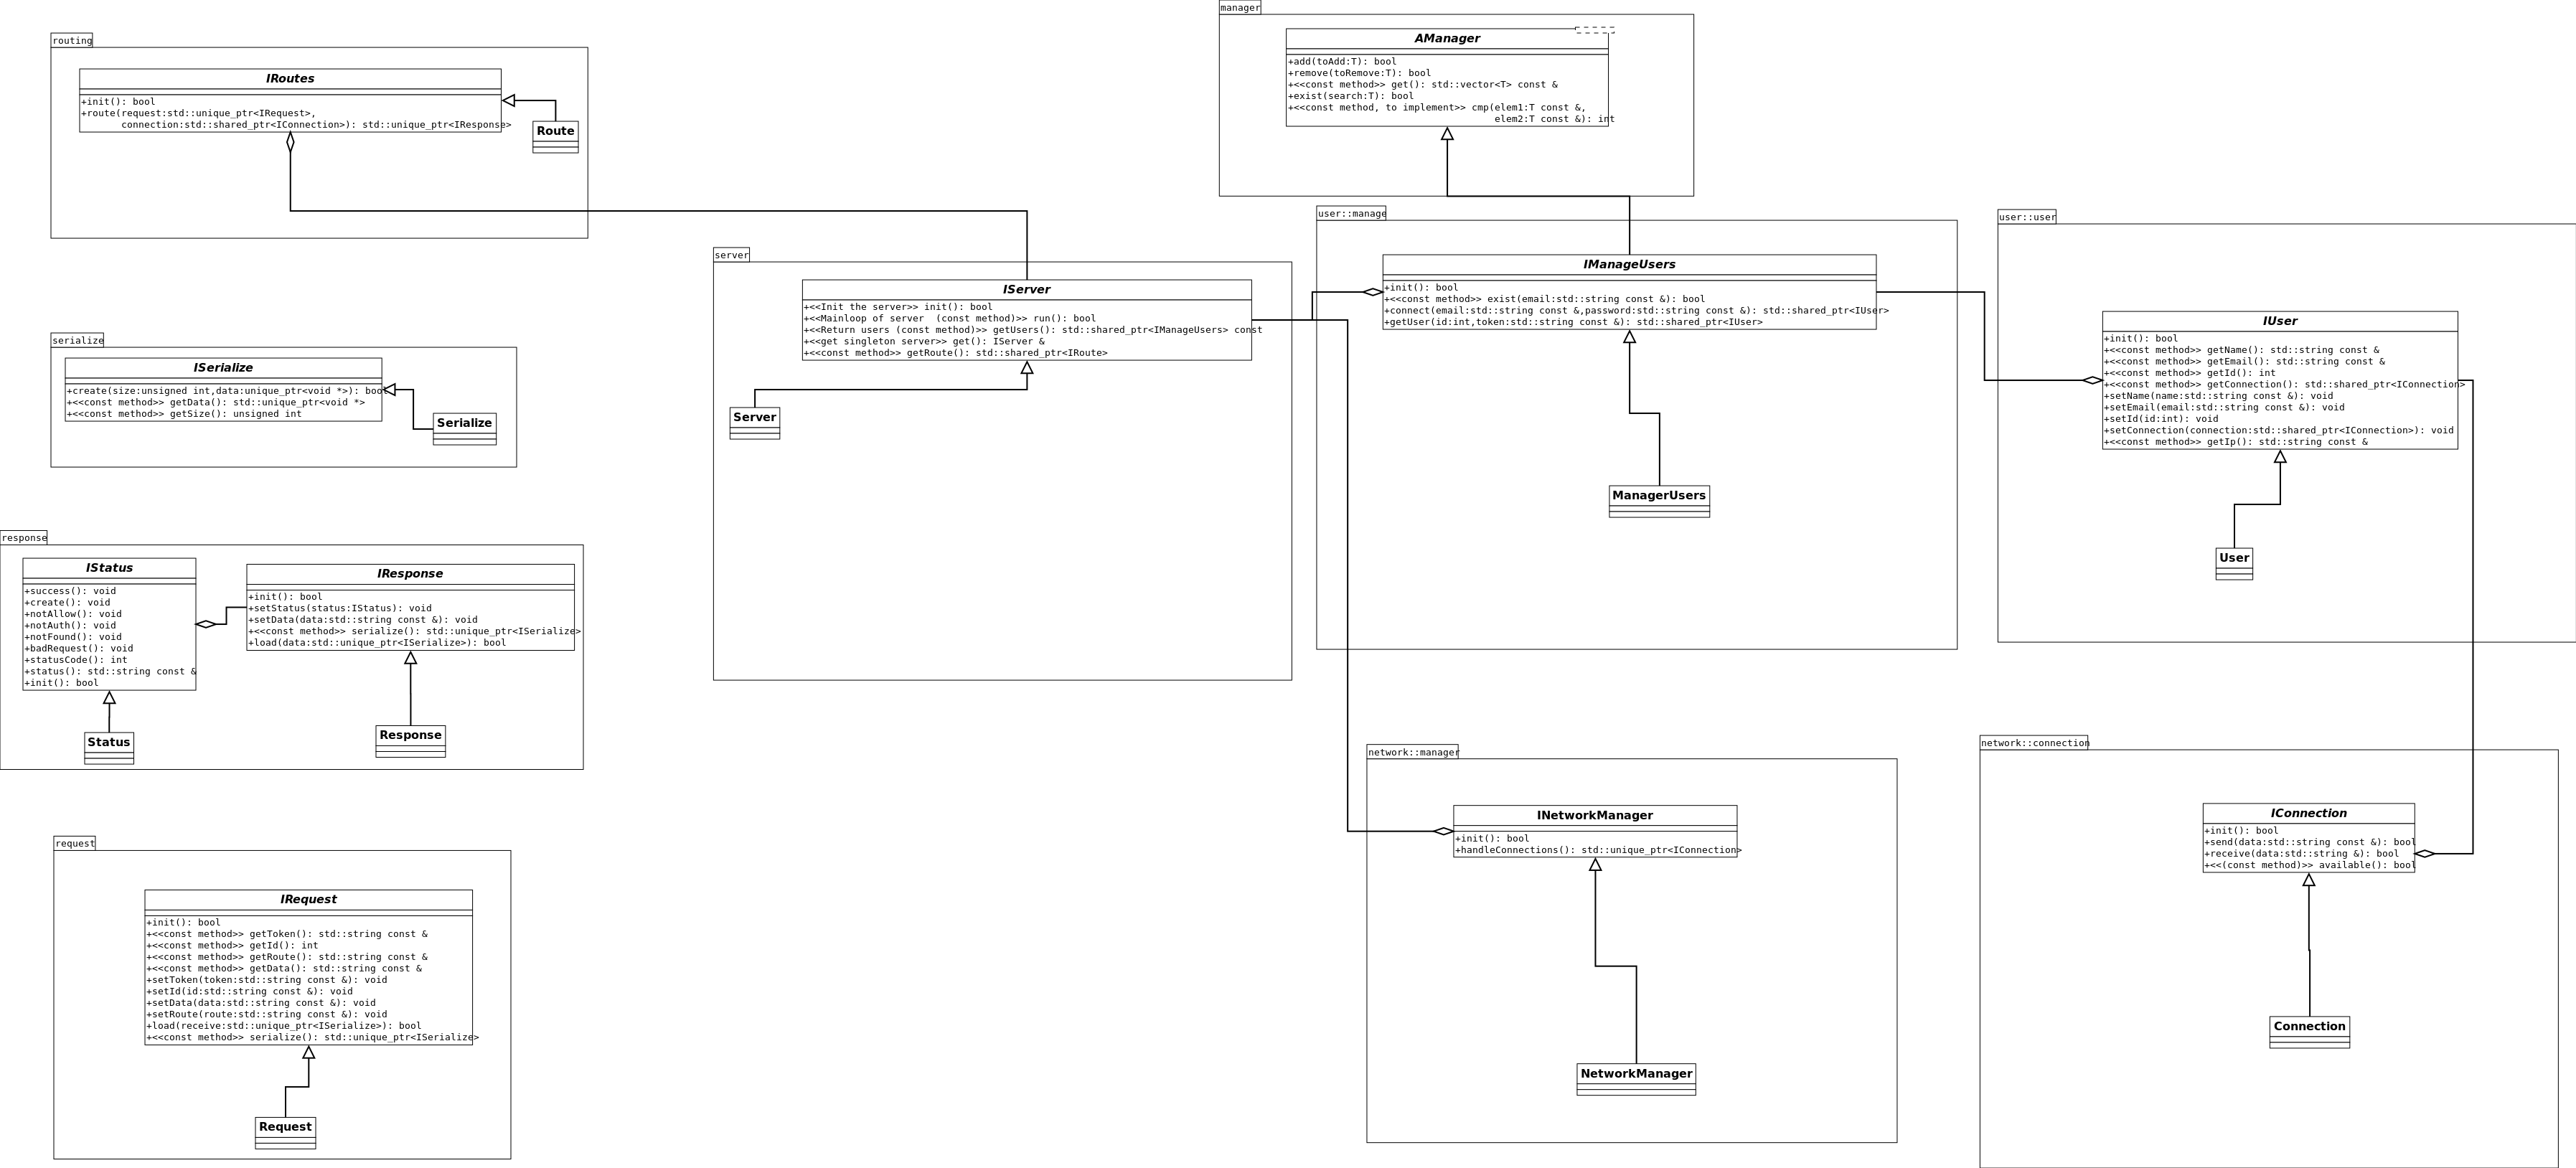 routing
IRoutes
+init(): bool
+route(request:std::unique_ptr<IRequest>,
connection:std::shared_ptr<IConnection>): std::unique_ptr<IResponse>
Route
manager
AManager
+add(toAdd:T): bool
+remove(toRemove:T): bool
+<<const method>> get(): std::vector<T> const &
+exist(search:T): bool
+<<const method, to implement>> cmp(elem1:T const &,
elem2:T const &): int
server
IServer
+<<Init the server>> init(): bool
+<<Mainloop of server  (const method)>> run(): bool
+<<Return users (const method)>> getUsers(): std::shared_ptr<IManageUsers> const
+<<get singleton server>> get(): IServer &
+<<const method>> getRoute(): std::shared_ptr<IRoute>
Server
user::manage
IManageUsers
+init(): bool
+<<const method>> exist(email:std::string const &): bool
+connect(email:std::string const &,password:std::string const &): std::shared_ptr<IUser>
+getUser(id:int,token:std::string const &): std::shared_ptr<IUser>
ManagerUsers
user::user
IUser
+init(): bool
+<<const method>> getName(): std::string const &
+<<const method>> getEmail(): std::string const &
+<<const method>> getId(): int
+<<const method>> getConnection(): std::shared_ptr<IConnection>
+setName(name:std::string const &): void
+setEmail(email:std::string const &): void
+setId(id:int): void
+setConnection(connection:std::shared_ptr<IConnection>): void
+<<const method>> getIp(): std::string const &
User
serialize
ISerialize
+create(size:unsigned int,data:unique_ptr<void *>): bool
+<<const method>> getData(): std::unique_ptr<void *>
+<<const method>> getSize(): unsigned int
Serialize
response
IStatus
+success(): void
+create(): void
+notAllow(): void
+notAuth(): void
+notFound(): void
+badRequest(): void
+statusCode(): int
+status(): std::string const &
+init(): bool
Status
IResponse
+init(): bool
+setStatus(status:IStatus): void
+setData(data:std::string const &): void
+<<const method>> serialize(): std::unique_ptr<ISerialize>
+load(data:std::unique_ptr<ISerialize>): bool
Response
network::manager
INetworkManager
+init(): bool
+handleConnections(): std::unique_ptr<IConnection>
NetworkManager
network::connection
IConnection
+init(): bool
+send(data:std::string const &): bool
+receive(data:std::string &): bool
+<<(const method)>> available(): bool
Connection
request
IRequest
+init(): bool
+<<const method>> getToken(): std::string const &
+<<const method>> getId(): int
+<<const method>> getRoute(): std::string const &
+<<const method>> getData(): std::string const &
+setToken(token:std::string const &): void
+setId(id:std::string const &): void
+setData(data:std::string const &): void
+setRoute(route:std::string const &): void
+load(receive:std::unique_ptr<ISerialize>): bool
+<<const method>> serialize(): std::unique_ptr<ISerialize>
Request